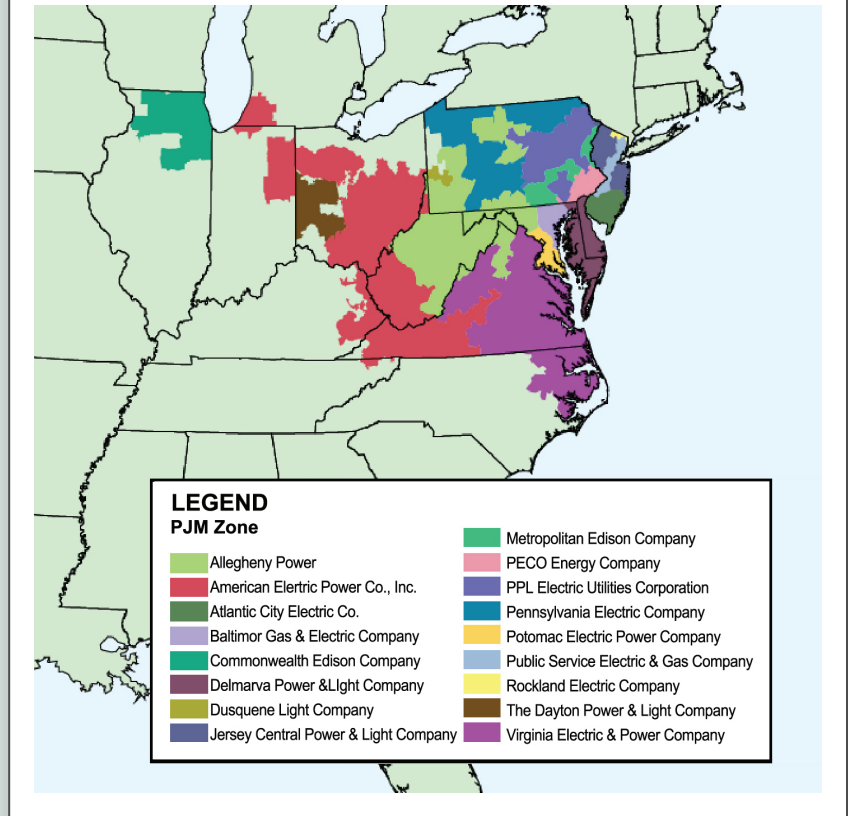 LEGEND
PJM Zone
Allegheny Power
American Elertric Power Co., Inc.
Atlantic City Electric Co.
Baltimor Gas & Electric Company
Commonwealth Edison Company
Delmarva Power &LIght Company
Dusquene Light Company
Jersey Central Power & Light Company
Metropolitan Edison Company
PECO Energy Company
PPL Electric Utilities Corporation
Pennsylvania Electric Company
Potomac Electric Power Company
Public Service Electric & Gas Company
Rockland Electric Company
The Dayton Power & Light Company
Virginia Electric & Power Company